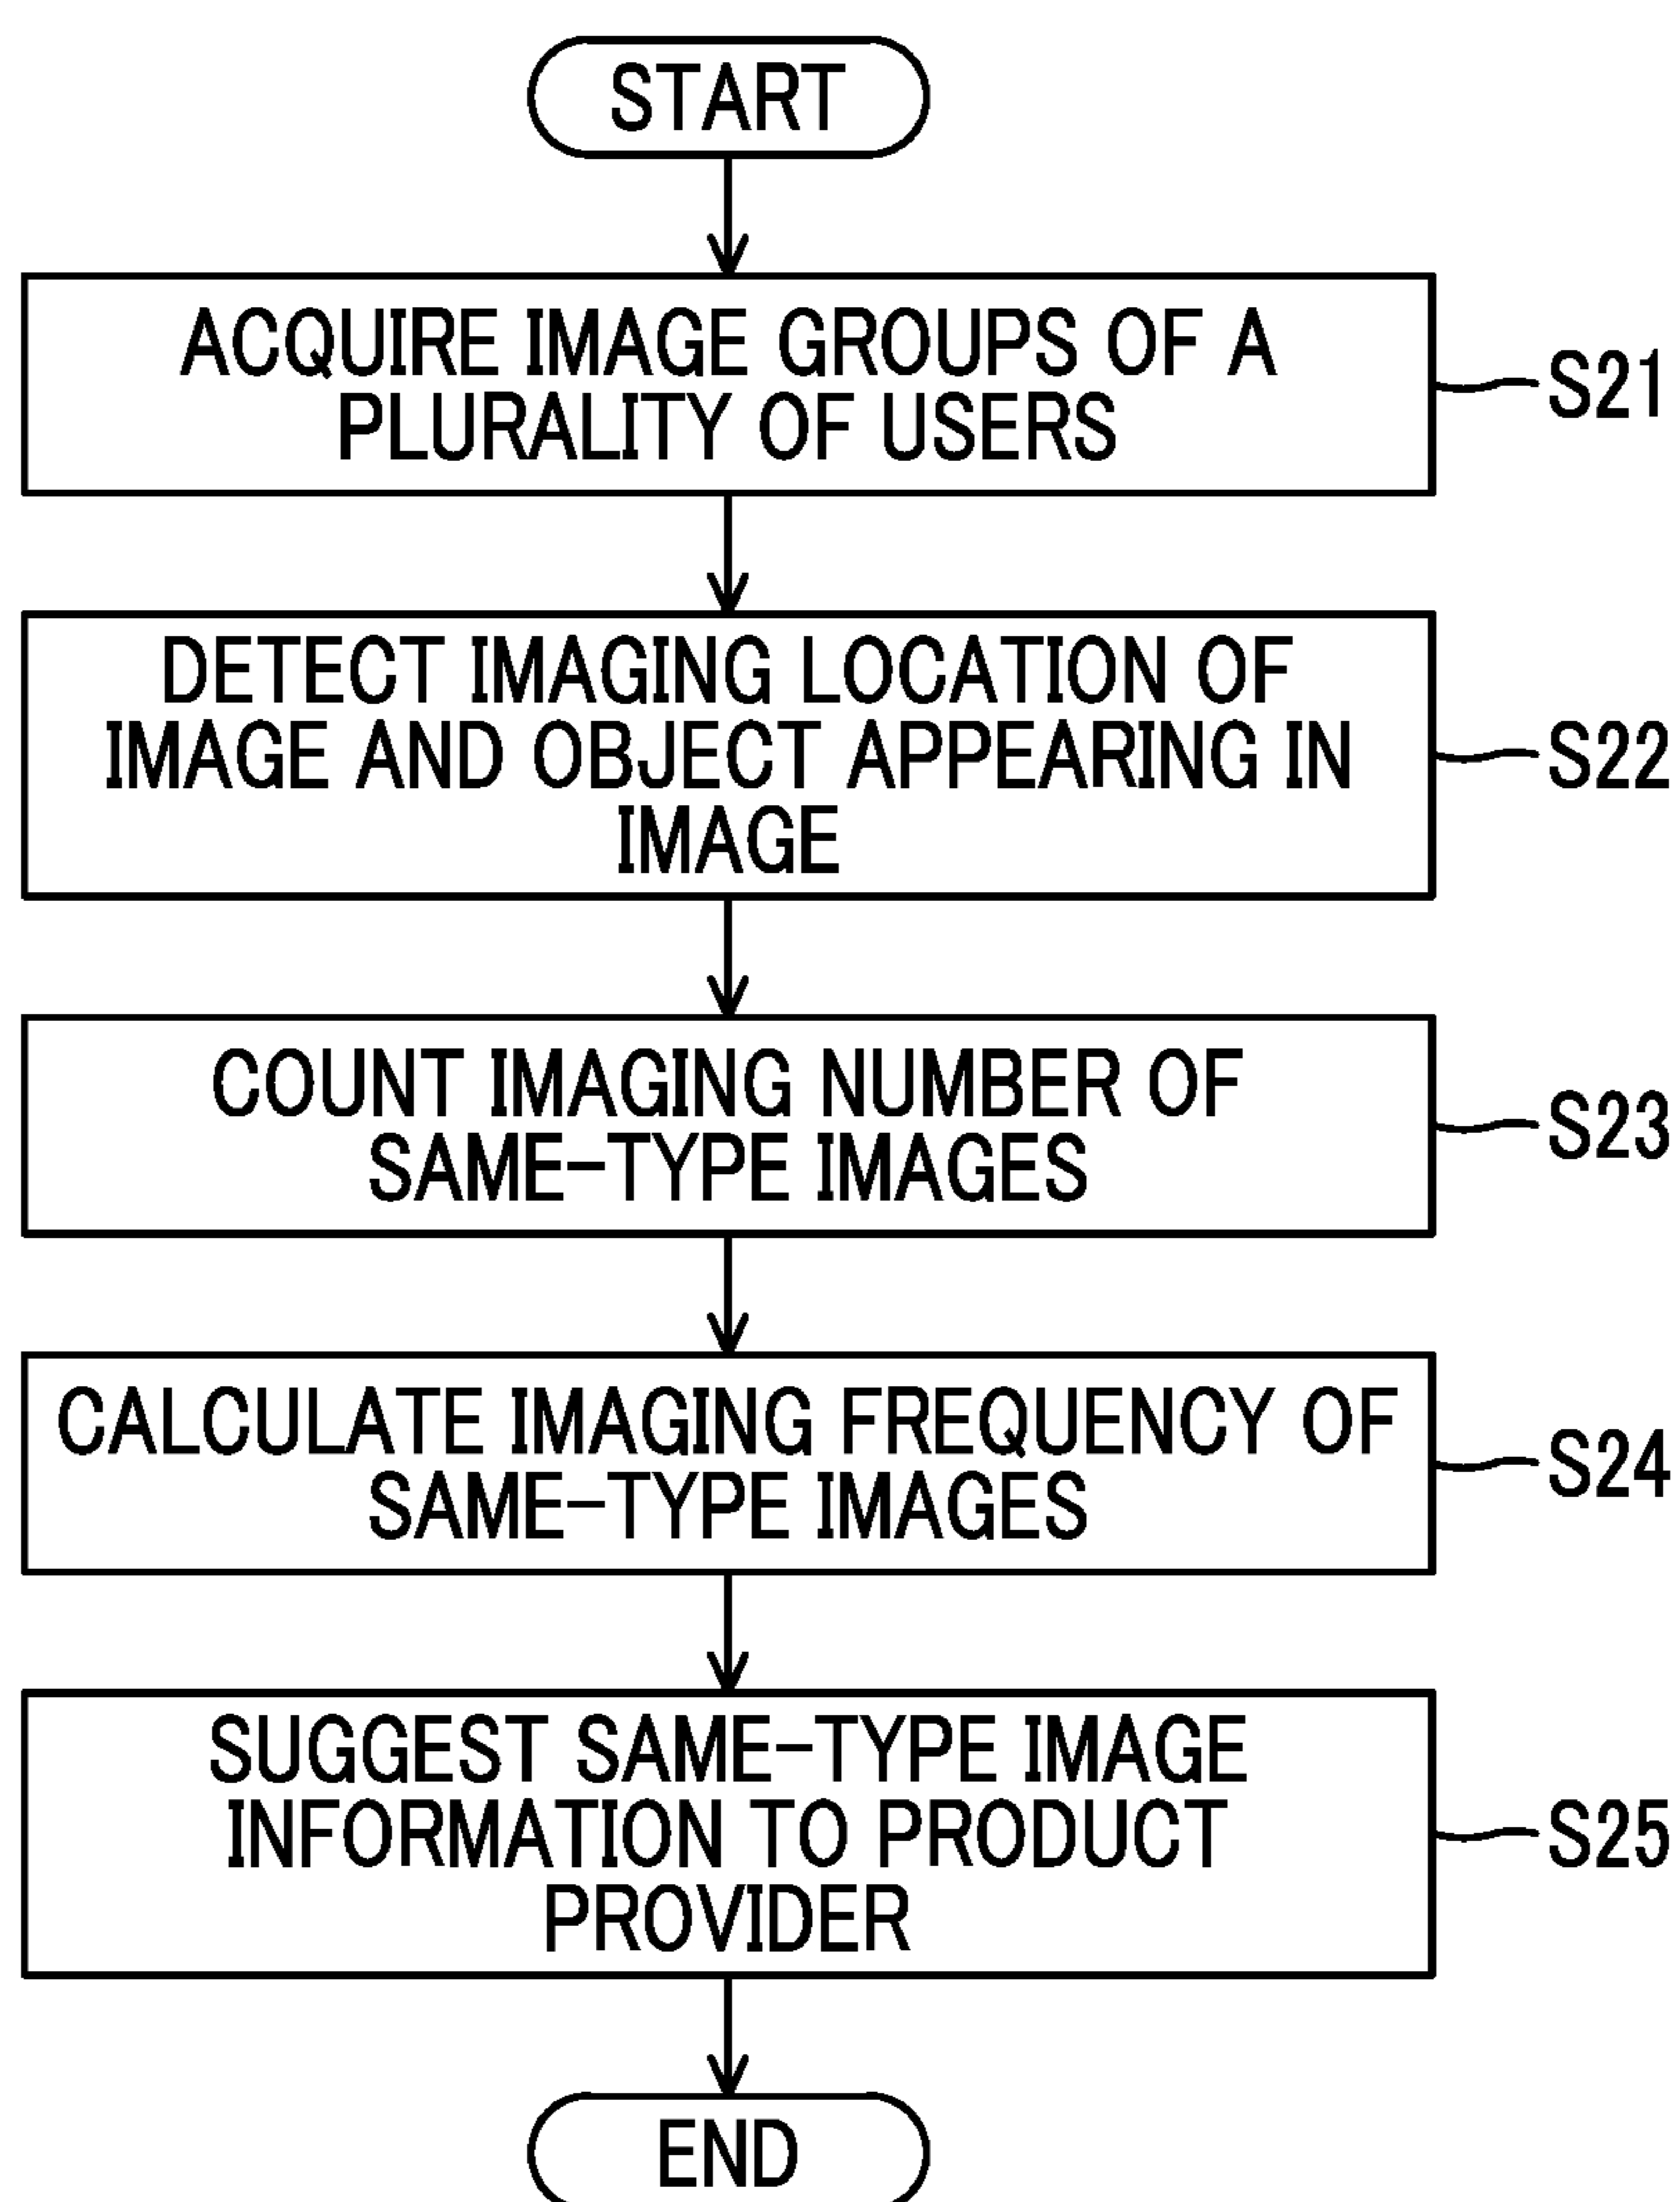 START
ACQUIRE IMAGE GROUPS OF A
PLURALITY OF USERS
S21
DETECT IMAGING LOCATION OF
IMAGE AND OBJECT APPEARING IN
IMAGE
S22
COUNT IMAGING NUMBER OF
SAME-TYPE IMAGES
S23
CALCULATE IMAGING FREQUENCY OF
SAME-TYPE IMAGES
S24
SUGGEST SAME-TYPE IMAGE
INFORMATION TO PRODUCT
PROVIDER
S25
END